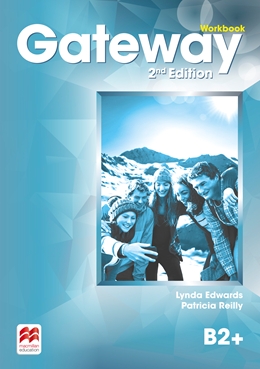 Workbook
Gateway
2nd Edition
Lynda Edwards
Patricia Reilly
macmillan
education
B2+